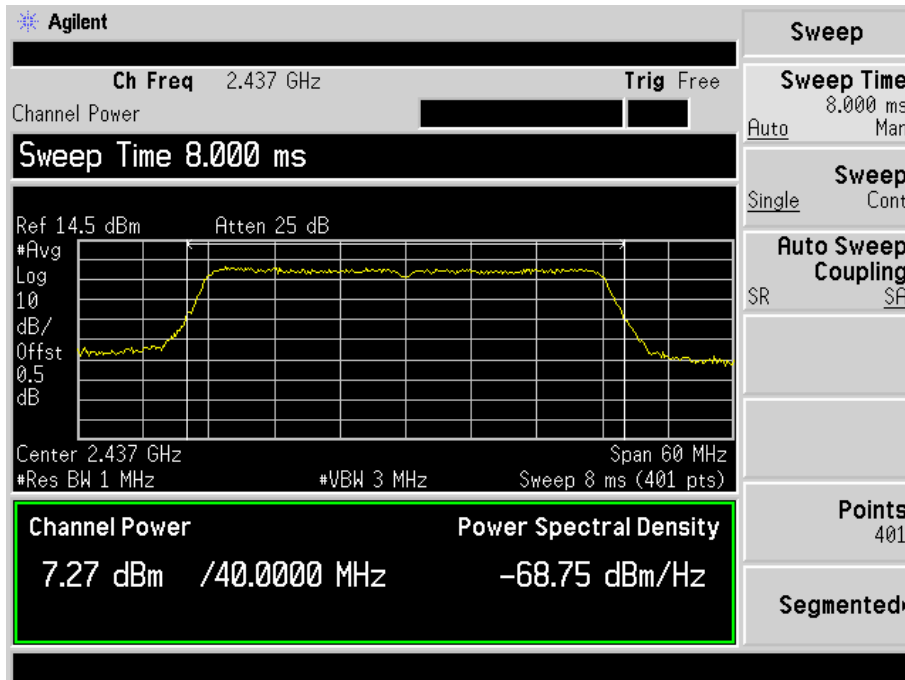 Agilent
Sweep
Ch Freq 2.437 GHz Trig Free
Channel Power
Sweep Time
8.000 ms
Auto Man
Sweep Time 8.000 ms
Sweep
Single Cont
Ref 14.5 dBm Atten 25 dB
#Avg
Log
10
dB/
Offst
0.5
dB
Auto Sweep
Coupling
SR SA
Center 2.437 GHz Span 60 MHz
#Res BW 1 MHz #VBW 3 MHz Sweep 8 ms (401 pts)
Channel Power Power Spectral Density
7.27 dBm /40.0000 MHz -68.75 dBm/Hz
Points
401
Segmented